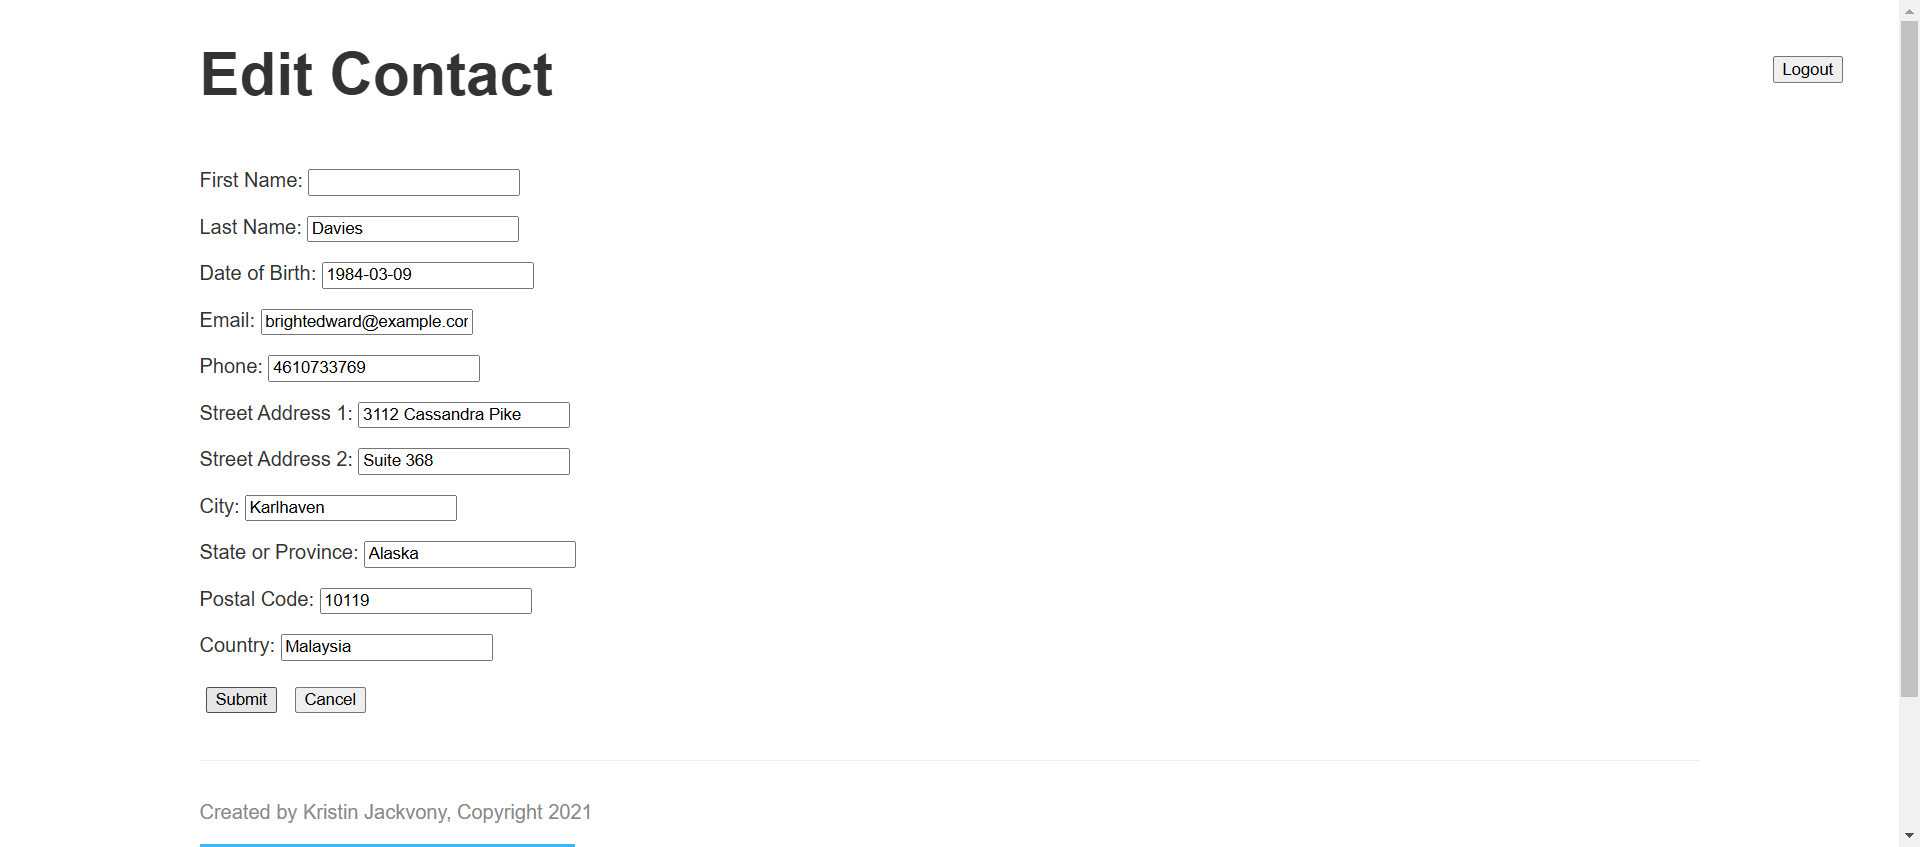 Edit Contact
Logout
First Name:
Last Name: Davies
Date of Birth: 1984-03-09
Email: brightedward@example.com
Phone: 4610733769
Street Address 1: 3112 Cassandra Pike
Street Address 2: Suite 368
City: Karlhaven
State or Province: Alaska
Postal Code: 10119
Country: Malaysia
Submit Cancel
Created by Kristin Jackvony, Copyright 2021